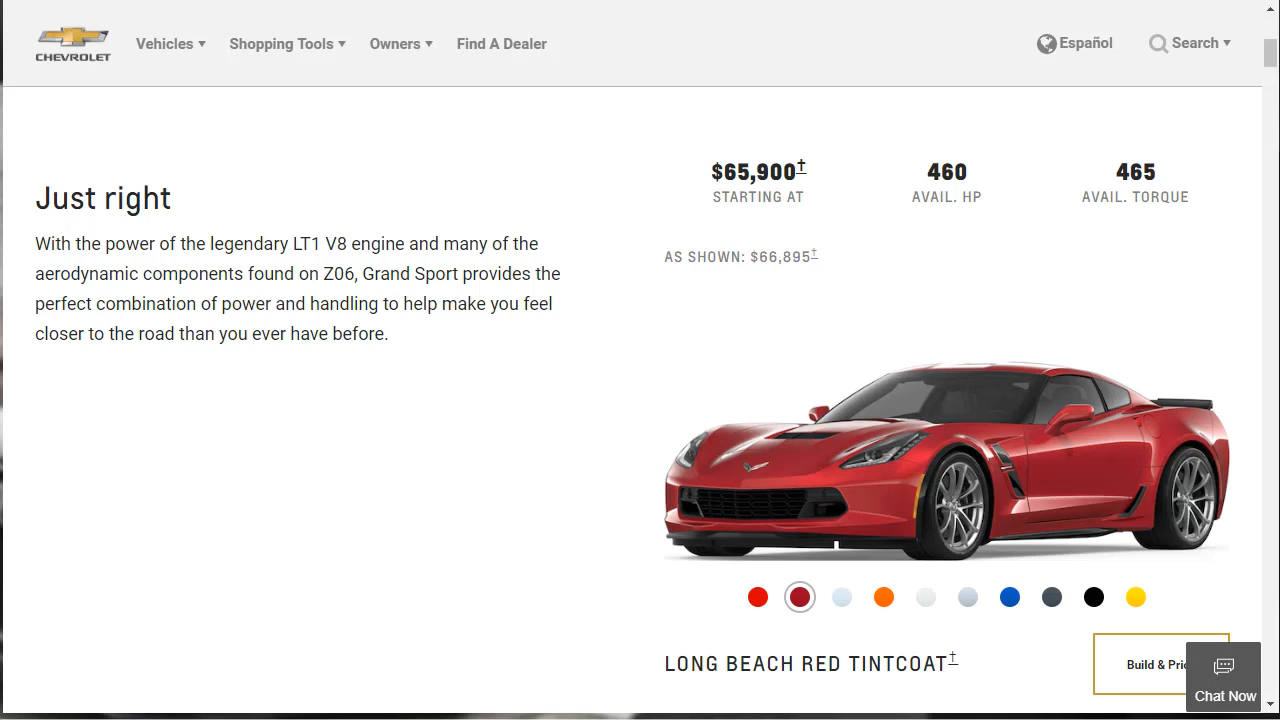 CHEVROLET
Vehicles
Shopping Tools
Owners
Find A Dealer
Español
Search
Just right
With the power of the legendary LT1 V8 engine and many of the
aerodynamic components found on Z06, Grand Sport provides the
perfect combination of power and handling to help make you feel
closer to the road than you ever have before.
$65,900†
STARTING AT
460
AVAIL. HP
465
AVAIL. TORQUE
AS SHOWN: $66,895†
LONG BEACH RED TINTCOAT†
Build &
Chat Now